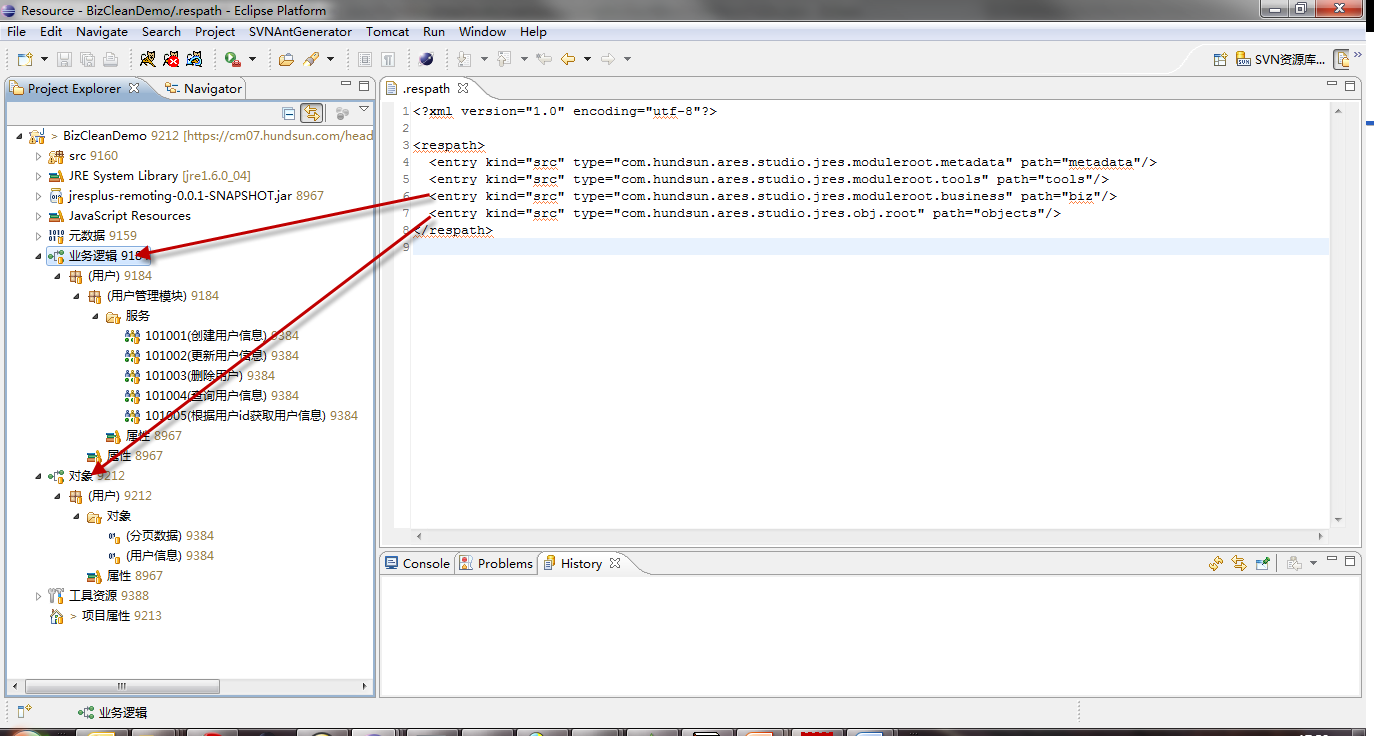 Resource - BizCleanDemo/.respath - Eclipse Platform
File Edit Navigate Search Project SVNAntGenerator Tomcat Run Window Help
SVN资源库...
Project Explorer Navigator
.respath
> BizCleanDemo 9212 [https://cm07.hundsun.com/head
src 9160
JRE System Library [jre1.6.0_04]
jresplus-remoting-0.0.1-SNAPSHOT.jar 8967
JavaScript Resources
元数据 9159
业务逻辑
(用户) 9184
(用户管理模块) 9184
服务
101001(创建用户信息) 9384
101002(更新用户信息) 9384
101003(删除用户) 9384
101004(查询用户信息) 9384
101005(根据用户id获取用户信息) 9384
属性 8967
属性 8967
对象 9212
(用户) 9212
对象
(分页数据) 9384
(用户信息) 9384
属性 8967
工具资源 9388
> 项目属性 9213
1 <?xml version="1.0" encoding="utf-8"?>
2
3 <respath>
4 <entry kind="src" type="com.hundsun.ares.studio.jres.moduleroot.metadata" path="metadata"/>
5 <entry kind="src" type="com.hundsun.ares.studio.jres.moduleroot.tools" path="tools"/>
6 <entry kind="src" type="com.hundsun.ares.studio.jres.moduleroot.business" path="biz"/>
7 <entry kind="src" type="com.hundsun.ares.studio.jres.obj.root" path="objects"/>
8 </respath>
9
Console Problems History
业务逻辑